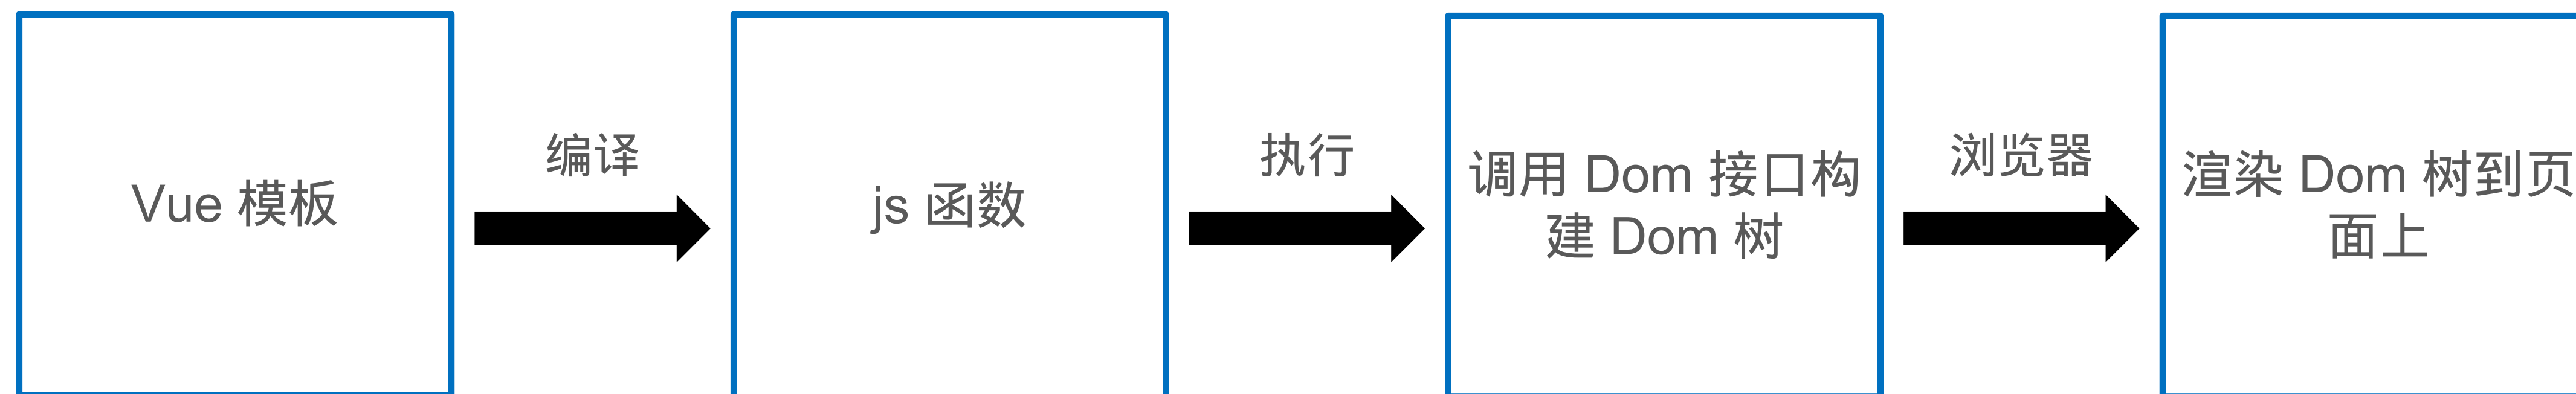 Vue 模板
编译
js 函数
执行
调用 Dom 接口构
建 Dom 树
浏览器
渲染 Dom 树到页
面上